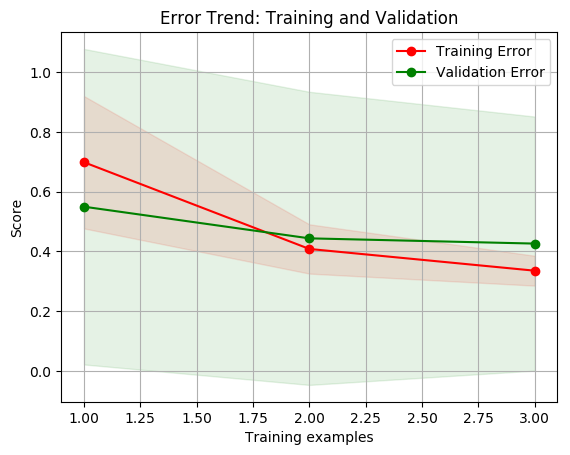 Error Trend: Training and Validation
Training Error
Validation Error
Score
1.0
0.8
0.6
0.4
0.2
0.0
1.00 1.25 1.50 1.75 2.00 2.25 2.50 2.75 3.00
Training examples